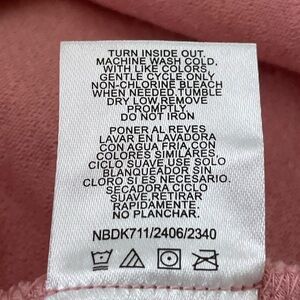 TURN INSIDE OUT.
MACHINE WASH COLD.
WITH LIKE COLORS.
GENTLE CYCLE.ONLY
NON-CHLORINE BLEACH
WHEN NEEDED.TUMBLE
DRY LOW.REMOVE
PROMPTLY.
DO NOT IRON
PONER AL REVES
LAVAR EN LAVADORA
CON AGUA FRIA,CON
COLORES SIMILARES
CICLO SUAVE,USE SOLO
BLANQUEADOR SIN
CLORO SI ES NECESARIO.
SECADORA CICLO
SUAVE,RETIRAR
RAPIDAMENTE.
NO PLANCHAR.
NBDK711/2406/2340